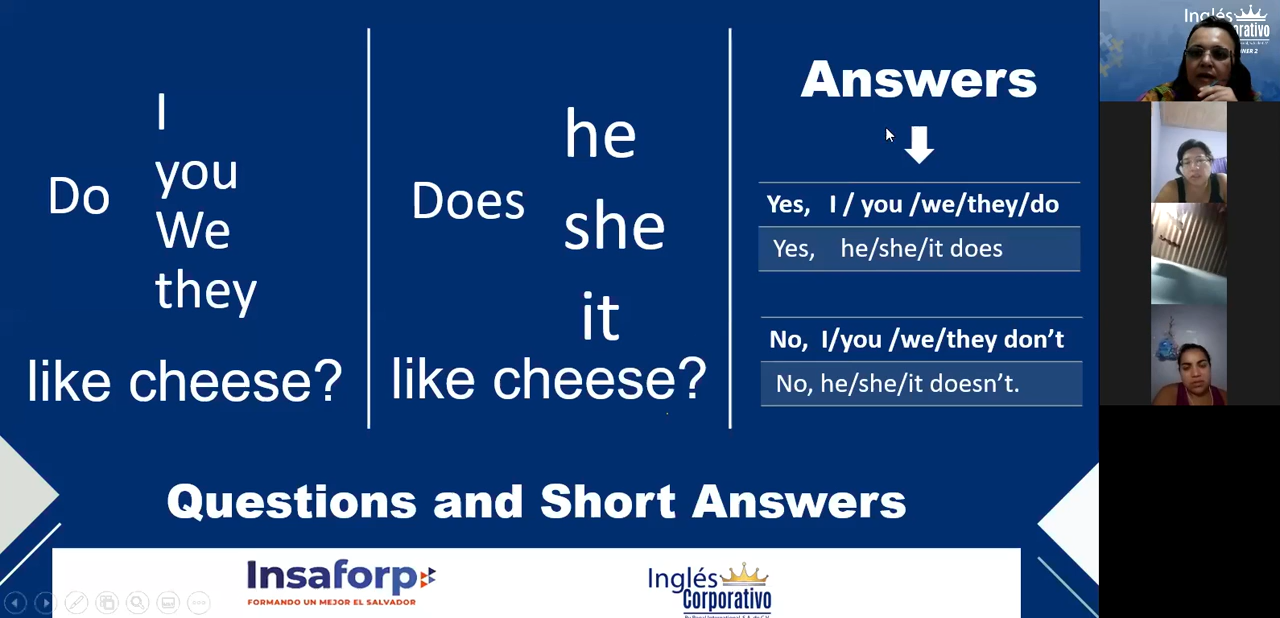 Do
I
you
We
they
like cheese?
Does
he
she
it
like cheese?
Answers
Yes, I / you /we/they/do
Yes, he/she/it does
No, I/you /we/they don’t
No, he/she/it doesn’t.
Questions and Short Answers
Insaforp
FORMANDO UN MEJOR EL SALVADOR
Inglés
Corporativo
Inglés